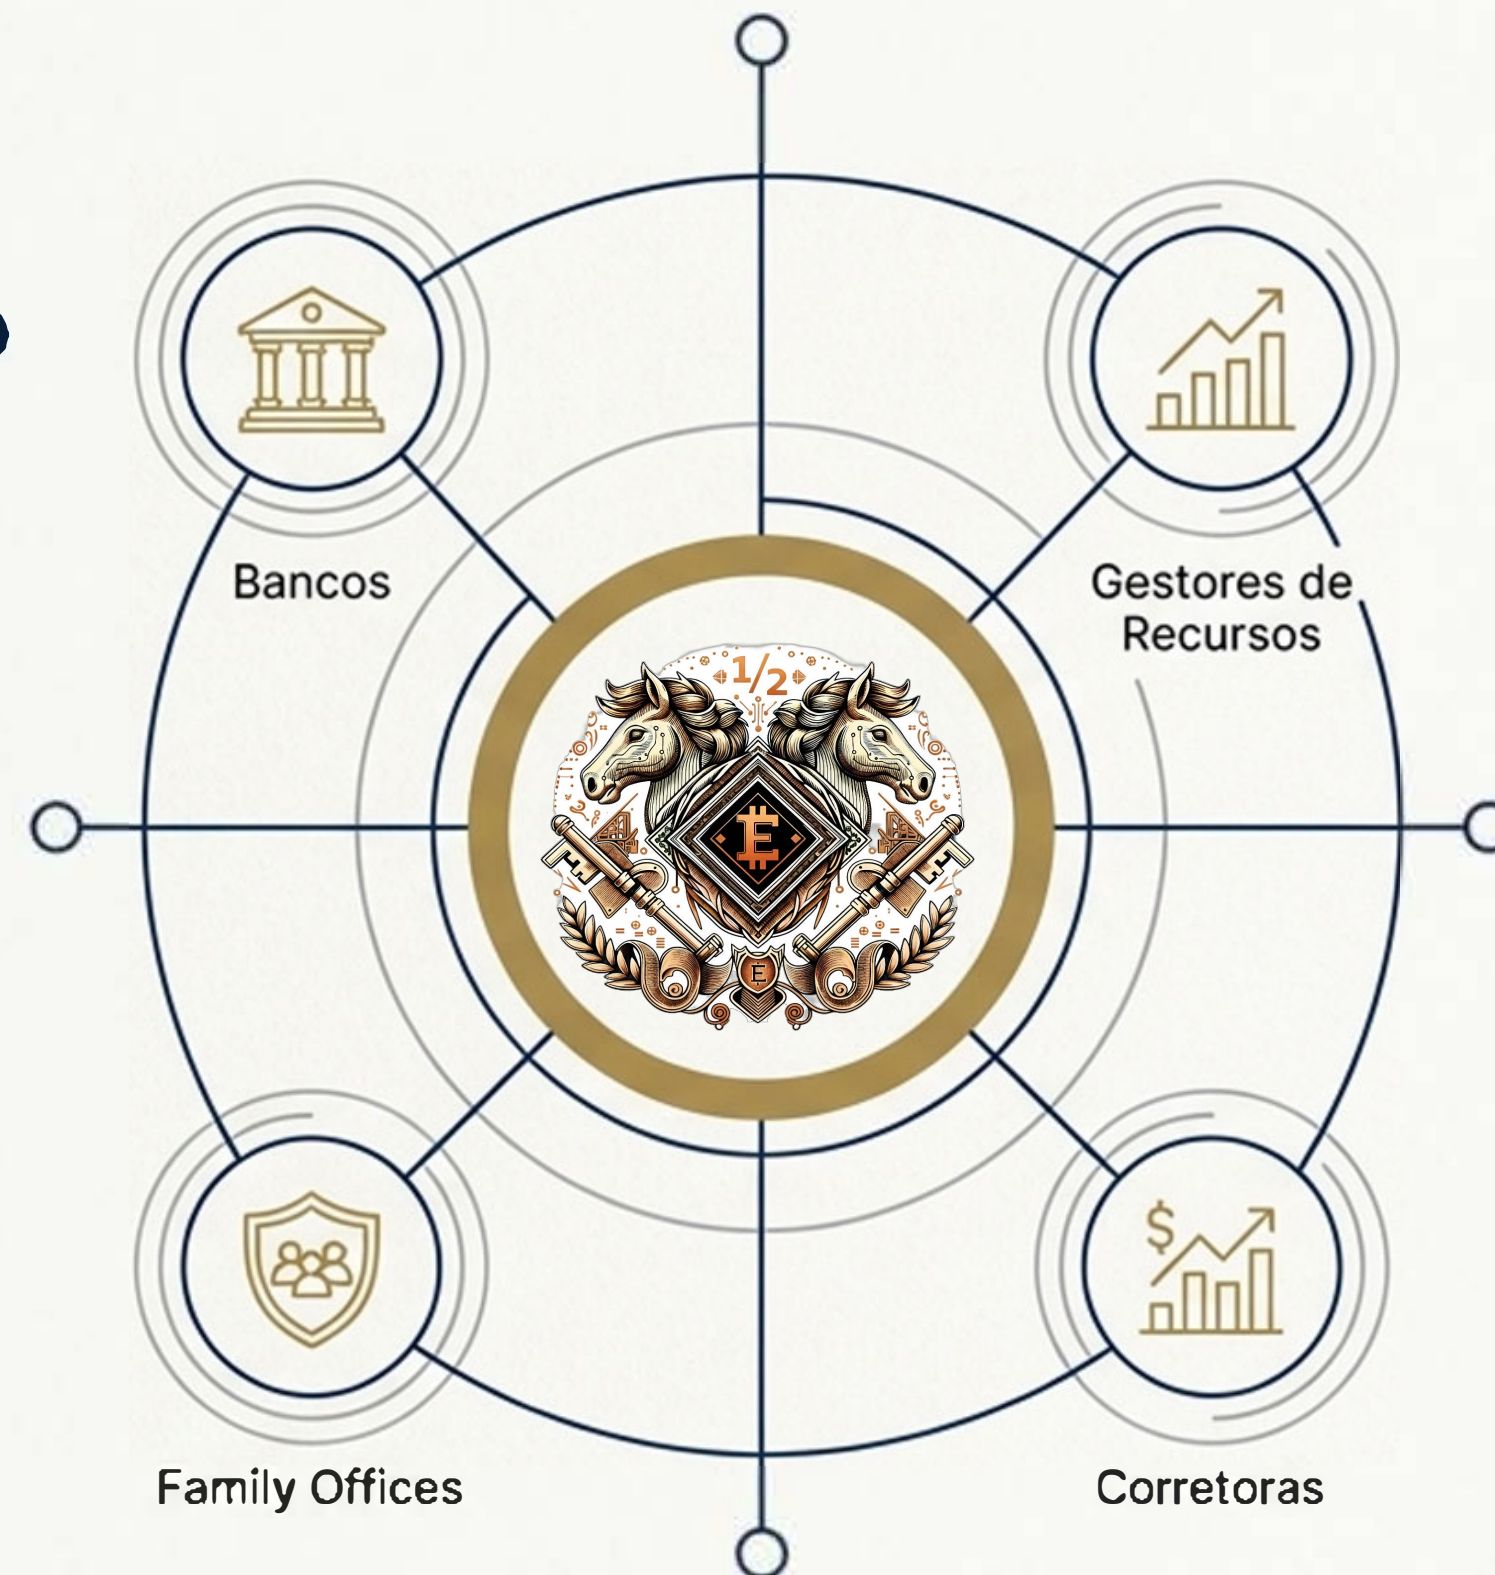 Bancos
Gestores de
Recursos
1/2
E
E
Family Offices
Corretoras